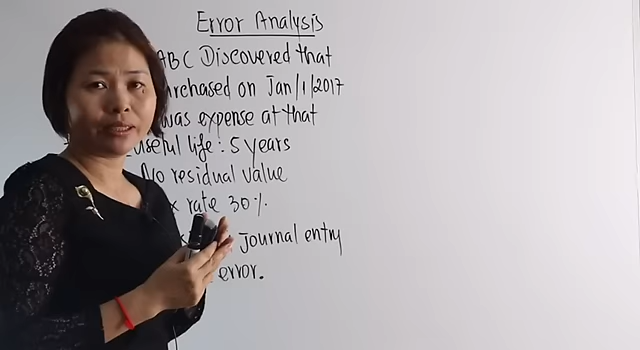 Error Analysis
ABC Discovered that
urchased on Jan/1/2017
was expense at that
useful life: 5 years
No residual value
rate 30%.
journal entry
error.